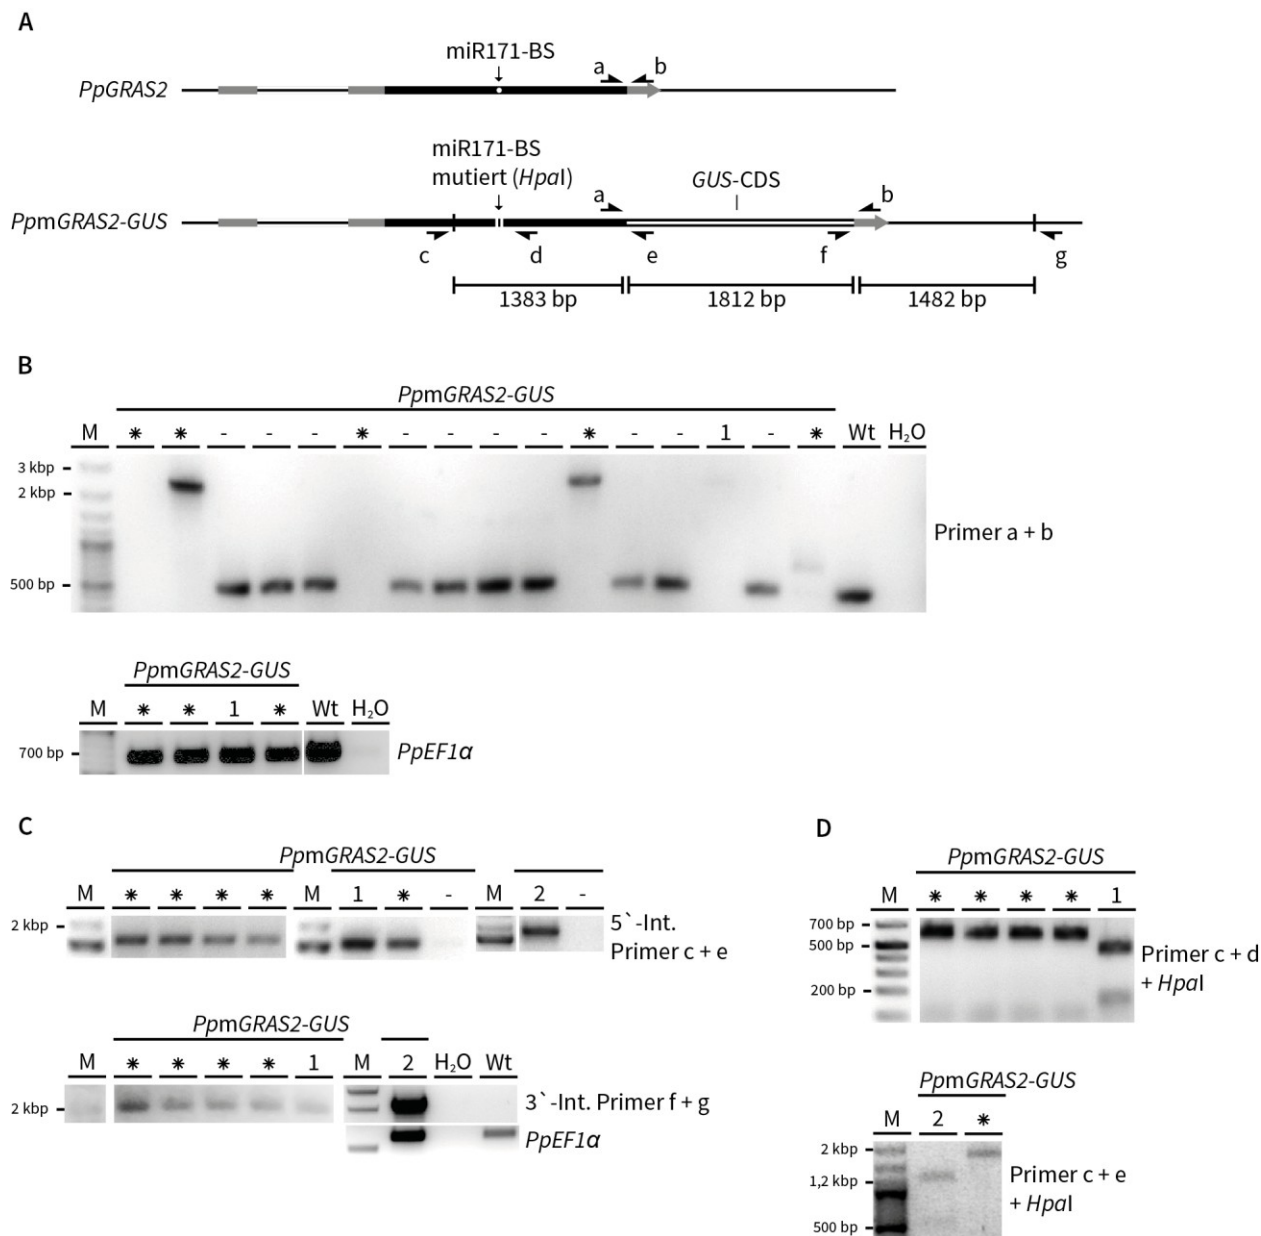 A
miR171-BS
a b
PpGRAS2
miR171-BS
mutiert (HpaI)
GUS-CDS
a b
PpmGRAS2-GUS
c d e f g
1383 bp 1812 bp 1482 bp
B
PpmGRAS2-GUS
M * * - - - * - - - - * - - 1 - * Wt H₂O
3 kbp
2 kbp
500 bp
Primer a + b
PpmGRAS2-GUS
M * * 1 * Wt H₂O
700 bp
PpEF1α
C
PpmGRAS2-GUS
M * * * * M 1 * - M 2 -
2 kbp
5`-Int.
Primer c + e
PpmGRAS2-GUS
M * * * * 1 M 2 H₂O Wt
2 kbp
3`-Int. Primer f + g
PpEF1α
D
PpmGRAS2-GUS
M * * * * 1
700 bp
500 bp
200 bp
Primer c + d
+ HpaI
PpmGRAS2-GUS
M 2 *
2 kbp
1,2 kbp
500 bp
Primer c + e
+ HpaI